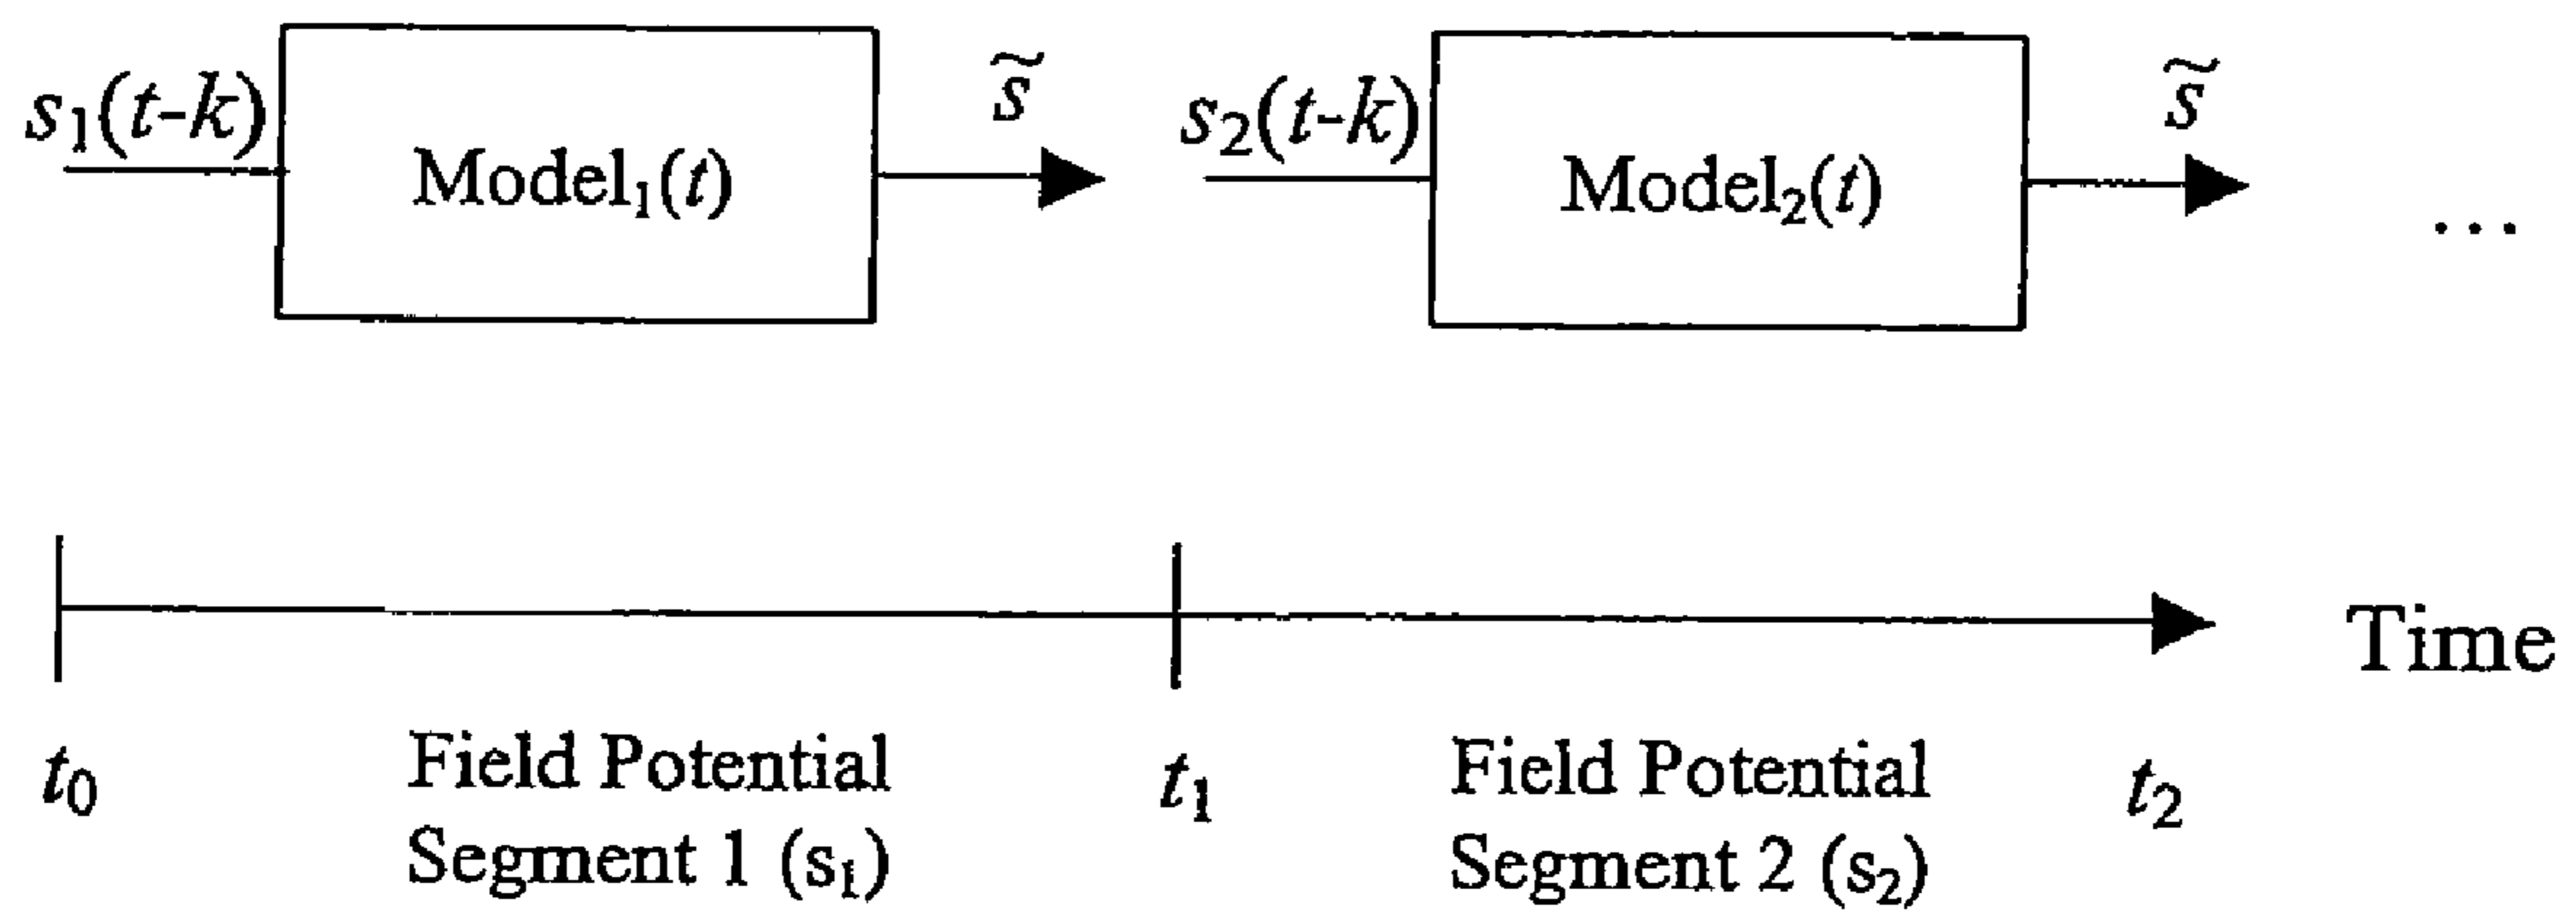 s₁(t-k)
Model₁(t)
s̃
s₂(t-k)
Model₂(t)
s̃
...
Time
t₀
Field Potential
Segment 1 (s₁)
t₁
Field Potential
Segment 2 (s₂)
t₂